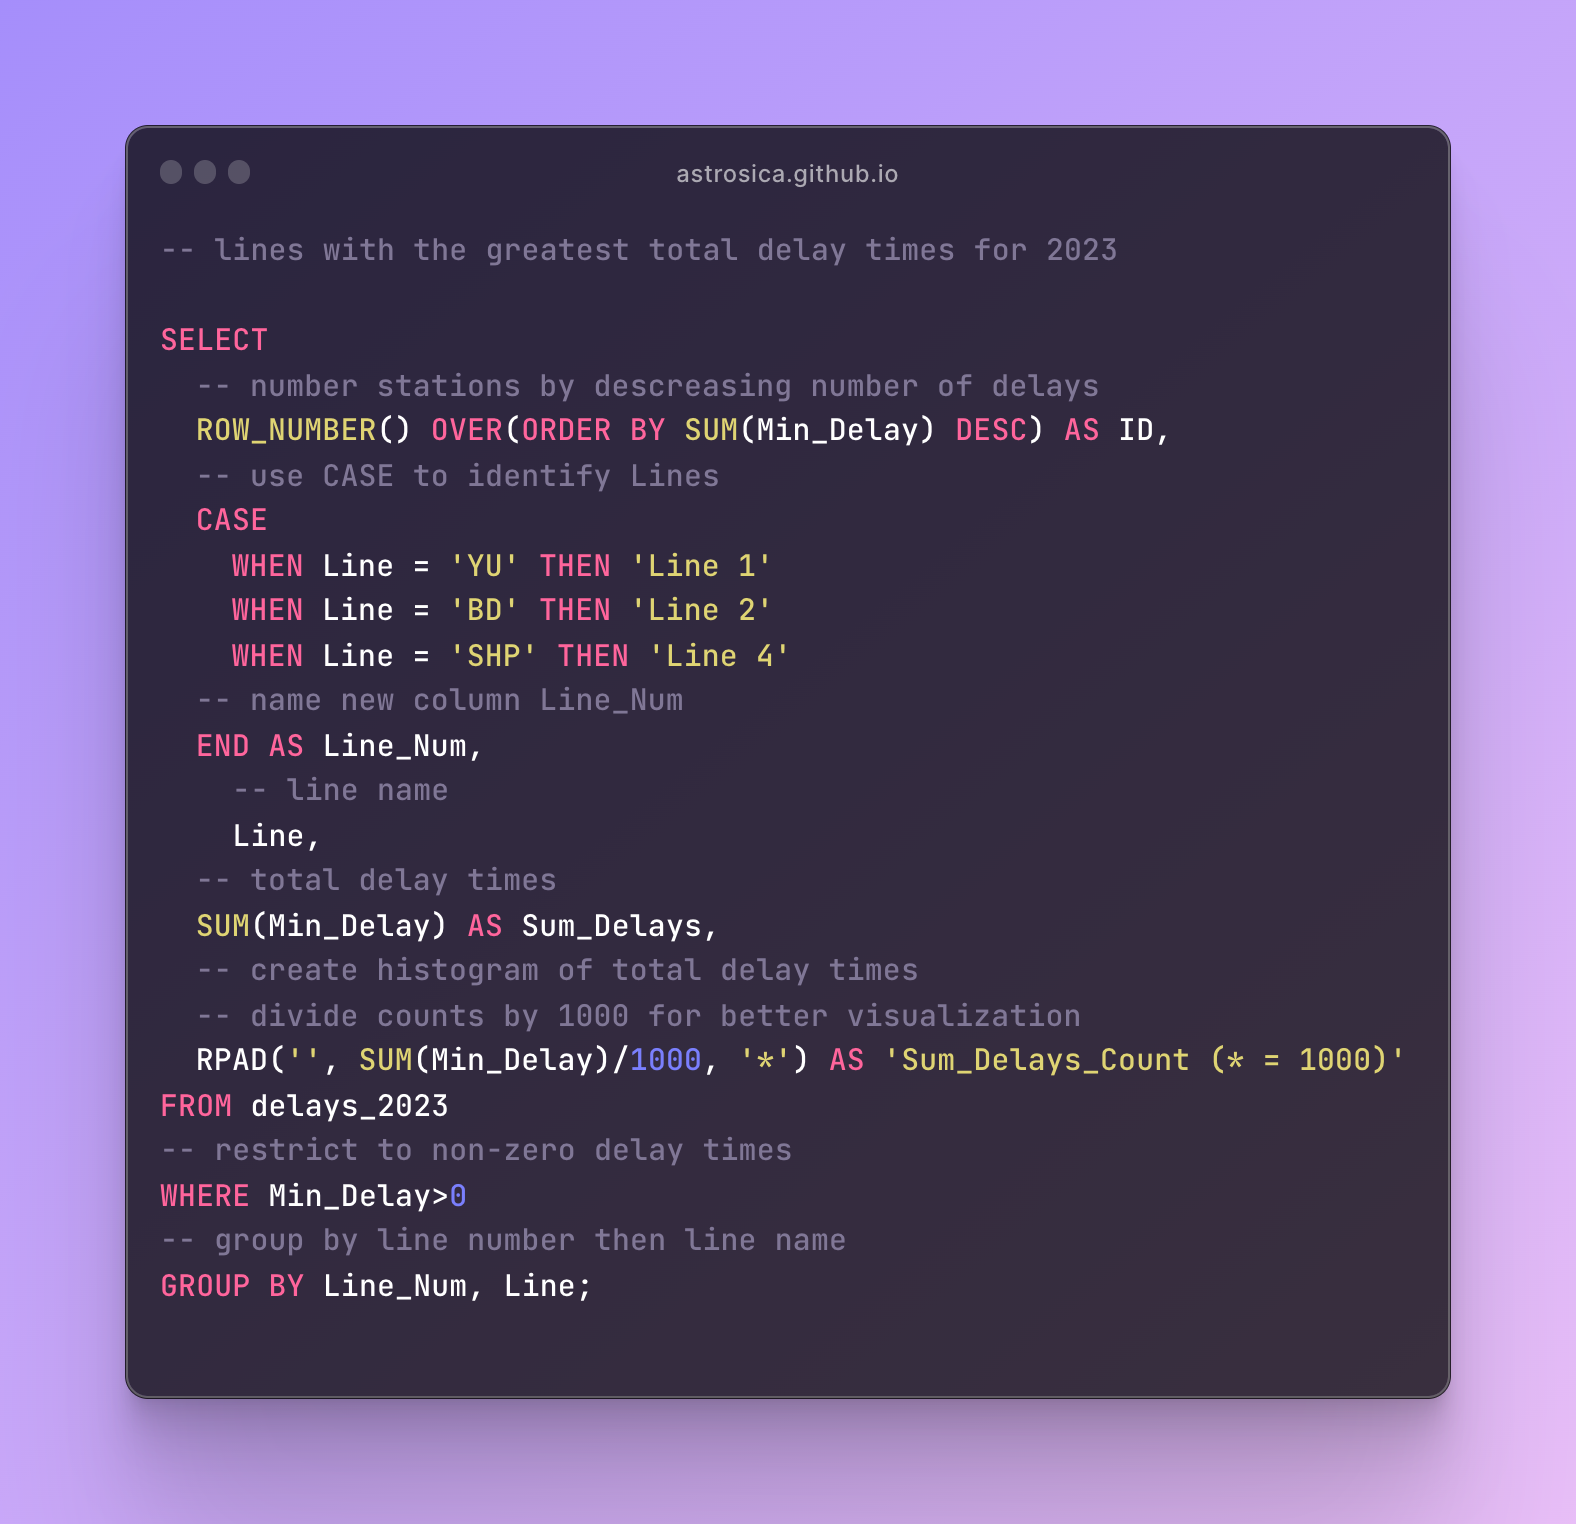 astrosica.github.io
-- lines with the greatest total delay times for 2023
SELECT
-- number stations by descreasing number of delays
ROW_NUMBER() OVER(ORDER BY SUM(Min_Delay) DESC) AS ID,
-- use CASE to identify Lines
CASE
WHEN Line = 'YU' THEN 'Line 1'
WHEN Line = 'BD' THEN 'Line 2'
WHEN Line = 'SHP' THEN 'Line 4'
-- name new column Line_Num
END AS Line_Num,
-- line name
Line,
-- total delay times
SUM(Min_Delay) AS Sum_Delays,
-- create histogram of total delay times
-- divide counts by 1000 for better visualization
RPAD('', SUM(Min_Delay)/1000, '*') AS 'Sum_Delays_Count (* = 1000)'
FROM delays_2023
-- restrict to non-zero delay times
WHERE Min_Delay>0
-- group by line number then line name
GROUP BY Line_Num, Line;